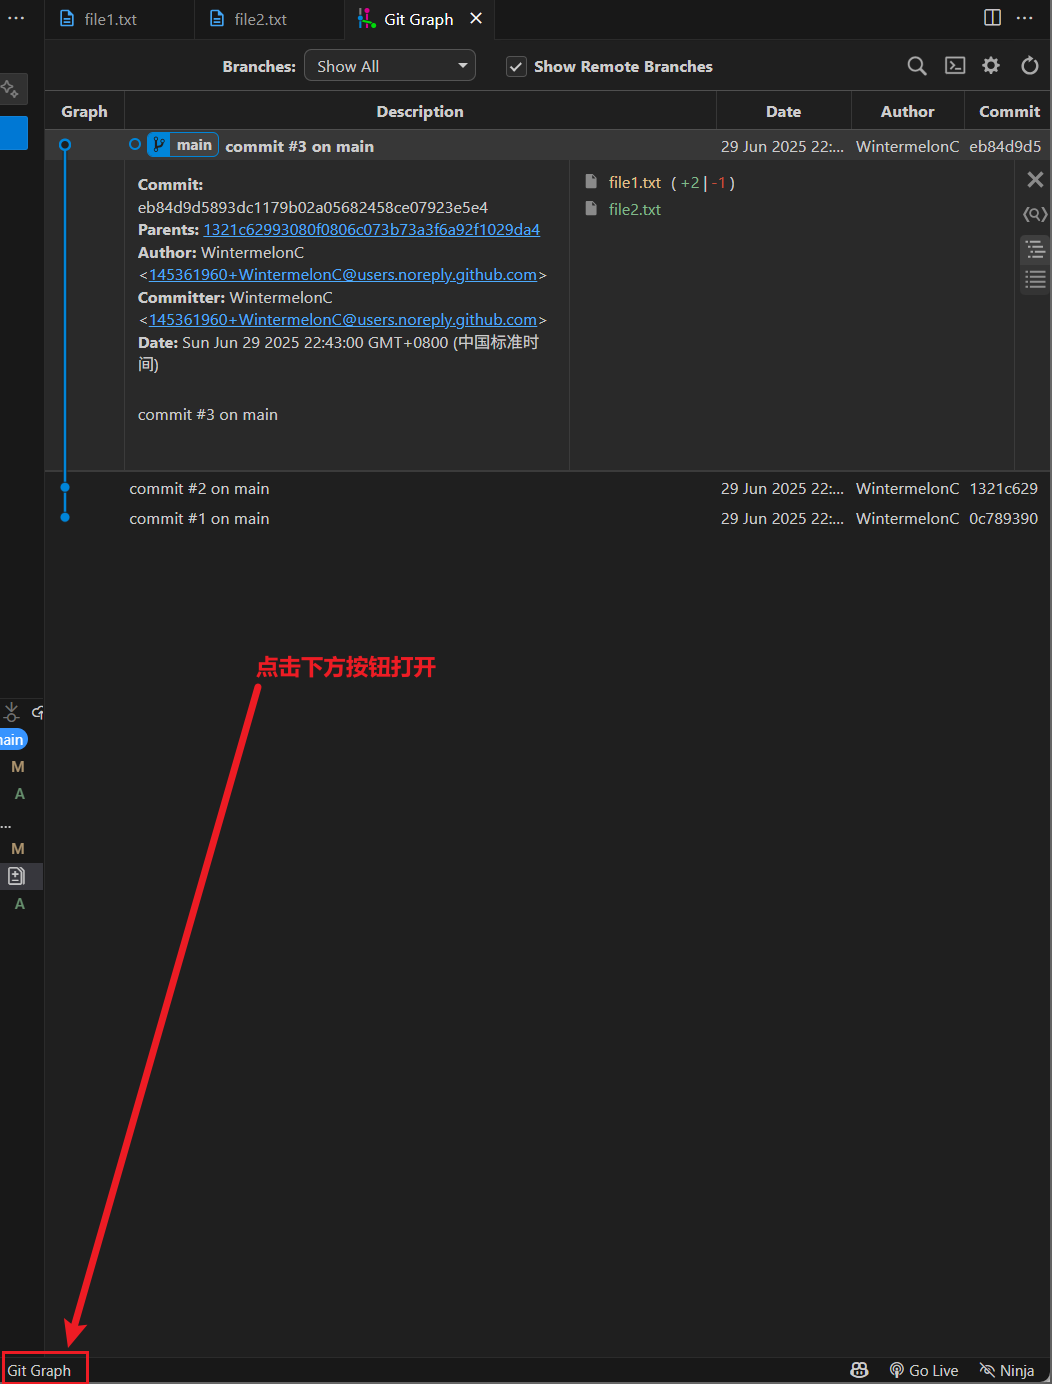 file1.txt
file2.txt
Git Graph
Branches:
Show All
Show Remote Branches
Graph
Description
Date
Author
Commit
main
commit #3 on main
29 Jun 2025 22:...
WintermelonC
eb84d9d5
Commit:
eb84d9d5893dc1179b02a05682458ce07923e5e4
Parents: 1321c62993080f0806c073b73a3f6a92f1029da4
Author: WintermelonC
<145361960+WintermelonC@users.noreply.github.com>
Committer: WintermelonC
<145361960+WintermelonC@users.noreply.github.com>
Date: Sun Jun 29 2025 22:43:00 GMT+0800 (中国标准时
间)
commit #3 on main
file1.txt (+2|-1)
file2.txt
commit #2 on main
29 Jun 2025 22:...
WintermelonC
1321c629
commit #1 on main
29 Jun 2025 22:...
WintermelonC
0c789390
点击下方按钮打开
ain
M
A
...
M
A
Git Graph
Go Live
Ninja